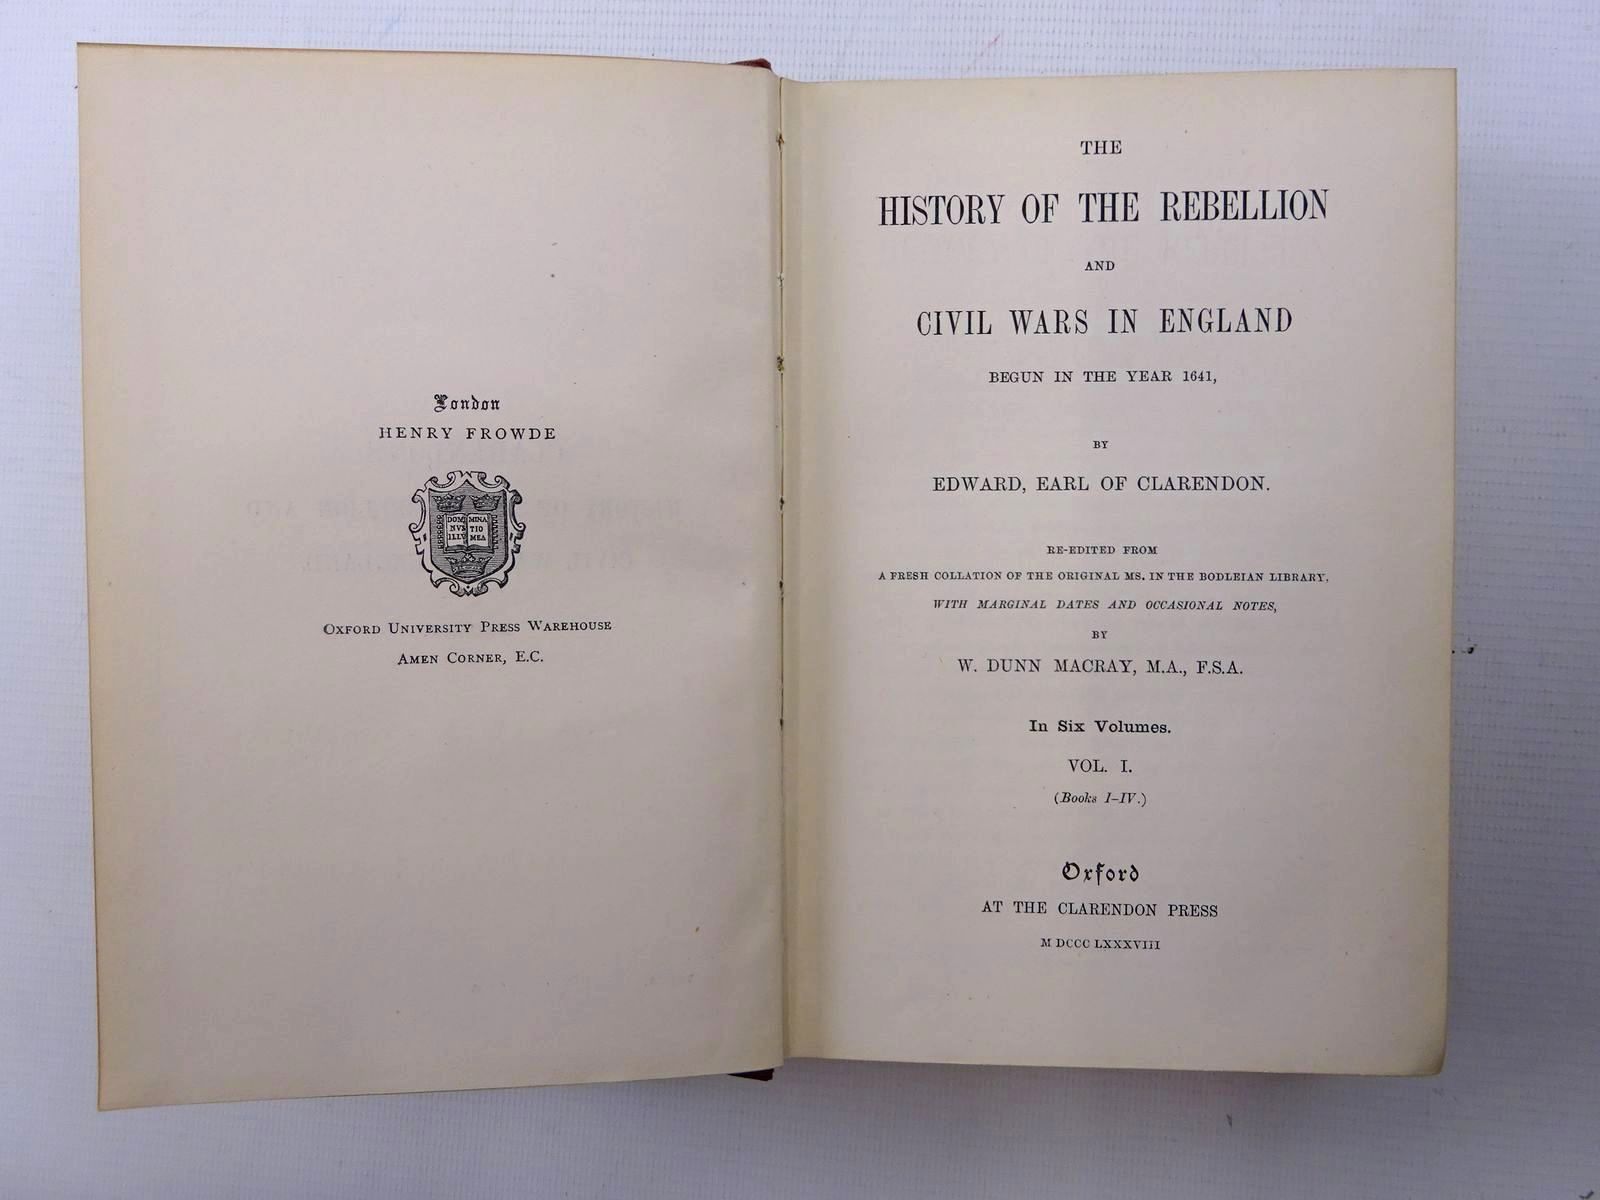 London
HENRY FROWDE
DOMI MINA
NVS TIO
ILLV MEA
OXFORD UNIVERSITY PRESS WAREHOUSE
AMEN CORNER, E.C.
THE
HISTORY OF THE REBELLION
AND
CIVIL WARS IN ENGLAND
BEGUN IN THE YEAR 1641,
BY
EDWARD, EARL OF CLARENDON.
RE-EDITED FROM
A FRESH COLLATION OF THE ORIGINAL MS. IN THE BODLEIAN LIBRARY,
WITH MARGINAL DATES AND OCCASIONAL NOTES,
BY
W. DUNN MACRAY, M.A., F.S.A.
In Six Volumes.
VOL. I.
(Books I–IV.)
Oxford
AT THE CLARENDON PRESS
M DCCC LXXXVIII